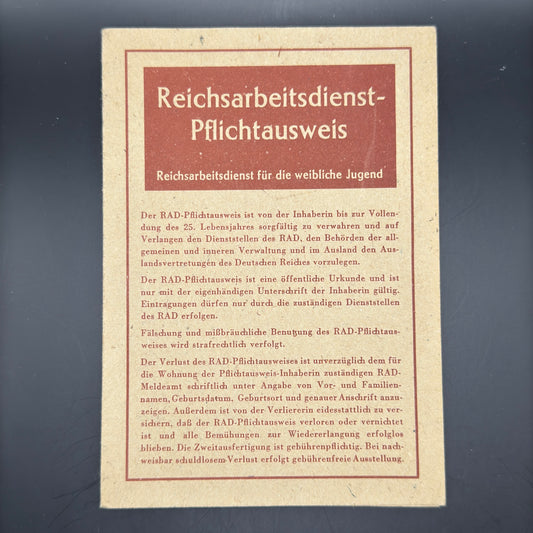 Reichsarbeitsdienst-
Pflichtausweis
Reichsarbeitsdienst für die weibliche Jugend
Der RAD-Pflichtausweis ist von der Inhaberin bis zur Vollen-
dung des 25. Lebensjahres sorgfältig zu verwahren und auf
Verlangen den Dienststellen des RAD, den Behörden der all-
gemeinen und inneren Verwaltung und im Ausland den Aus-
landsvertretungen des Deutschen Reiches vorzulegen.
Der RAD-Pflichtausweis ist eine öffentliche Urkunde und ist
nur mit der eigenhändigen Unterschrift der Inhaberin gültig.
Eintragungen dürfen nur durch die zuständigen Dienststellen
des RAD erfolgen.
Fälschung und mißbräuchliche Benutzung des RAD-Pflichtaus-
weises wird strafrechtlich verfolgt.
Der Verlust des RAD-Pflichtausweises ist unverzüglich dem für
die Wohnung der Pflichtausweis-Inhaberin zuständigen RAD-
Meldeamt schriftlich unter Angabe von Vor- und Familien-
namen, Geburtsdatum, Geburtsort und genauer Anschrift anzu-
zeigen. Außerdem ist von der Verliererin eidesstattlich zu ver-
sichern, daß der RAD-Pflichtausweis verloren oder vernichtet
ist und alle Bemühungen zur Wiedererlangung erfolglos
blieben. Die Zweitausfertigung ist gebührenpflichtig. Bei nach-
weisbar schuldlosem Verlust erfolgt gebührenfreie Ausstellung.